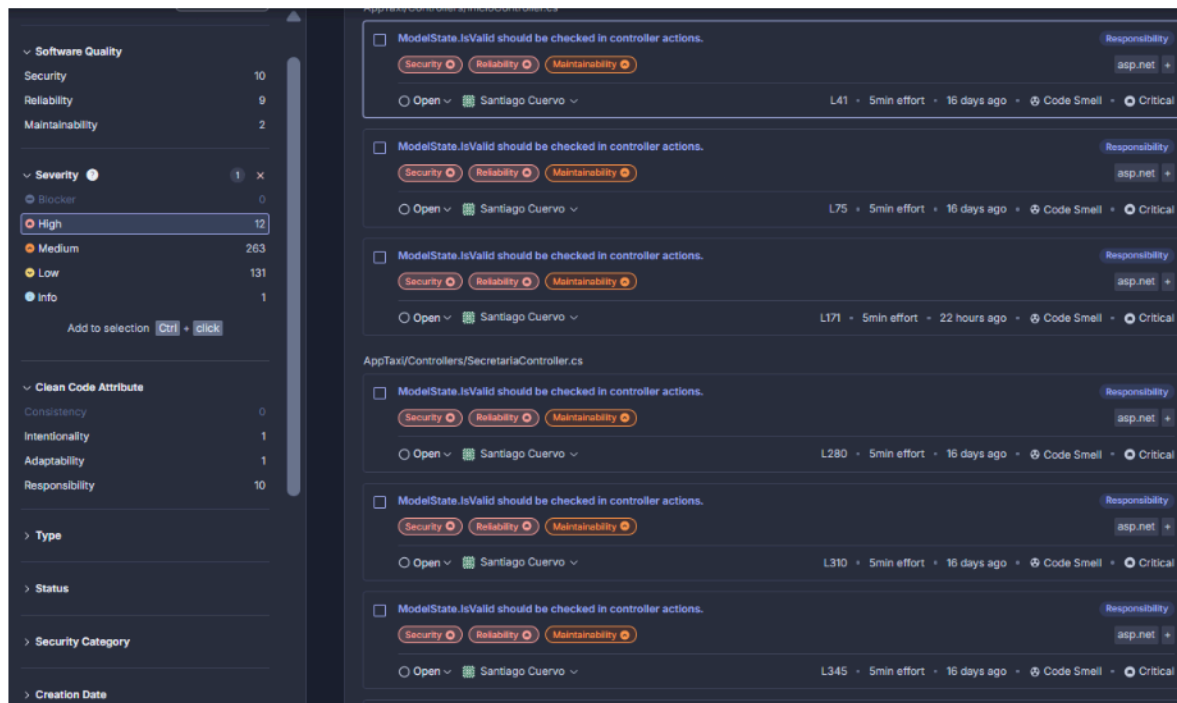 Software Quality
Security 10
Reliability 9
Maintainability 2
Severity ? 1 ×
Blocker 0
High 12
Medium 263
Low 131
Info 1
Add to selection Ctrl + click
Clean Code Attribute
Consistency 0
Intentionality 1
Adaptability 1
Responsibility 10
Type
Status
Security Category
Creation Date
AppTaxi/Controllers/InicioController.cs
ModelState.IsValid should be checked in controller actions. Responsibility
Security Reliability Maintainability asp.net +
Open Santiago Cuervo L41 • 5min effort • 16 days ago • Code Smell • Critical
ModelState.IsValid should be checked in controller actions. Responsibility
Security Reliability Maintainability asp.net +
Open Santiago Cuervo L75 • 5min effort • 16 days ago • Code Smell • Critical
ModelState.IsValid should be checked in controller actions. Responsibility
Security Reliability Maintainability asp.net +
Open Santiago Cuervo L171 • 5min effort • 22 hours ago • Code Smell • Critical
AppTaxi/Controllers/SecretariaController.cs
ModelState.IsValid should be checked in controller actions. Responsibility
Security Reliability Maintainability asp.net +
Open Santiago Cuervo L280 • 5min effort • 16 days ago • Code Smell • Critical
ModelState.IsValid should be checked in controller actions. Responsibility
Security Reliability Maintainability asp.net +
Open Santiago Cuervo L310 • 5min effort • 16 days ago • Code Smell • Critical
ModelState.IsValid should be checked in controller actions. Responsibility
Security Reliability Maintainability asp.net +
Open Santiago Cuervo L345 • 5min effort • 16 days ago • Code Smell • Critical